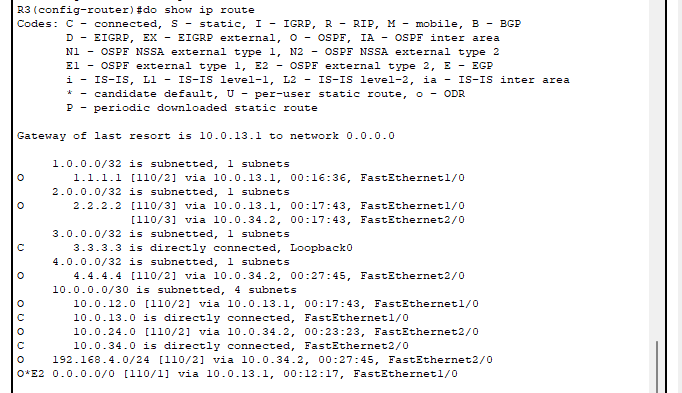 R3(config-router)#do show ip route
Codes: C - connected, S - static, I - IGRP, R - RIP, M - mobile, B - BGP
       D - EIGRP, EX - EIGRP external, O - OSPF, IA - OSPF inter area
       N1 - OSPF NSSA external type 1, N2 - OSPF NSSA external type 2
       E1 - OSPF external type 1, E2 - OSPF external type 2, E - EGP
       i - IS-IS, L1 - IS-IS level-1, L2 - IS-IS level-2, ia - IS-IS inter area
       * - candidate default, U - per-user static route, o - ODR
       P - periodic downloaded static route
Gateway of last resort is 10.0.13.1 to network 0.0.0.0
     1.0.0.0/32 is subnetted, 1 subnets
O       1.1.1.1 [110/2] via 10.0.13.1, 00:16:36, FastEthernet1/0
     2.0.0.0/32 is subnetted, 1 subnets
O       2.2.2.2 [110/3] via 10.0.13.1, 00:17:43, FastEthernet1/0
                [110/3] via 10.0.34.2, 00:17:43, FastEthernet2/0
     3.0.0.0/32 is subnetted, 1 subnets
C       3.3.3.3 is directly connected, Loopback0
     4.0.0.0/32 is subnetted, 1 subnets
O       4.4.4.4 [110/2] via 10.0.34.2, 00:27:45, FastEthernet2/0
     10.0.0.0/30 is subnetted, 4 subnets
O       10.0.12.0 [110/2] via 10.0.13.1, 00:17:43, FastEthernet1/0
C       10.0.13.0 is directly connected, FastEthernet1/0
O       10.0.24.0 [110/2] via 10.0.34.2, 00:23:23, FastEthernet2/0
C       10.0.34.0 is directly connected, FastEthernet2/0
O    192.168.4.0/24 [110/2] via 10.0.34.2, 00:27:45, FastEthernet2/0
O*E2 0.0.0.0/0 [110/1] via 10.0.13.1, 00:12:17, FastEthernet1/0